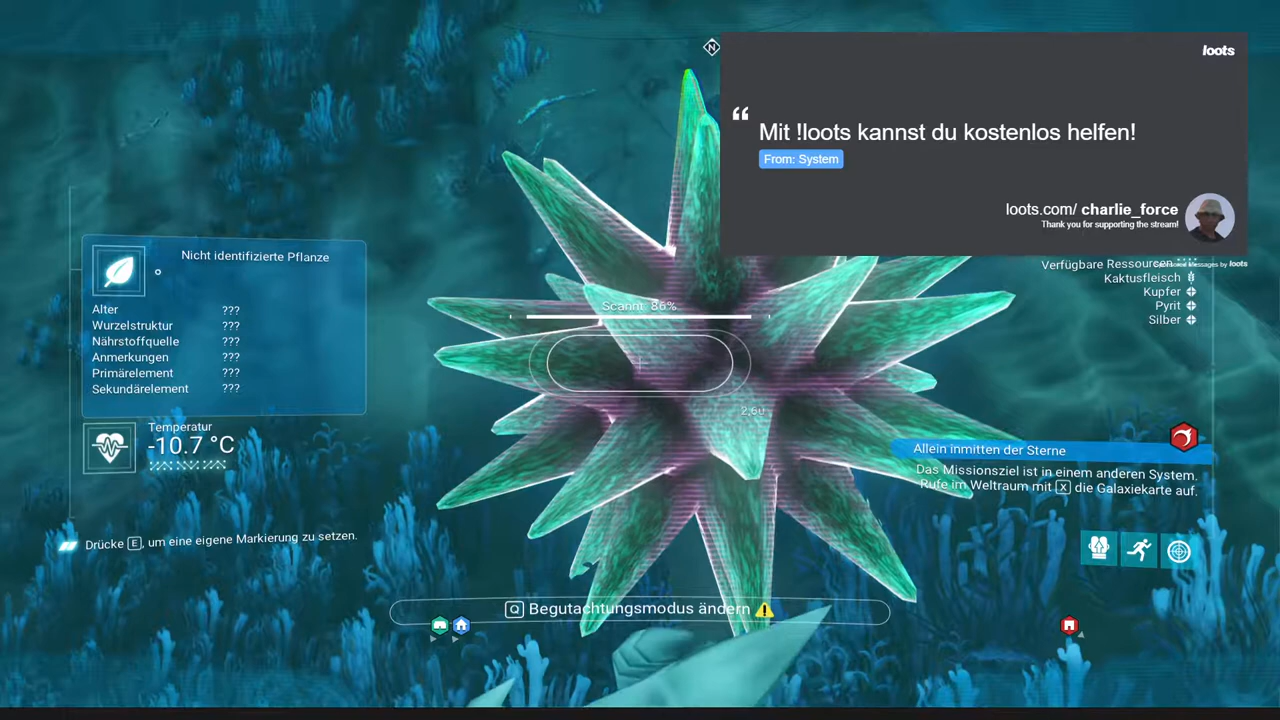 N
loots
“
Mit !loots kannst du kostenlos helfen!
From: System
loots.com/ charlie_force
Thank you for supporting the stream!
Messages by loots
Nicht identifizierte Pflanze
Alter ???
Wurzelstruktur ???
Nährstoffquelle ???
Anmerkungen ???
Primärelement ???
Sekundärelement ???
Temperatur
-10.7 °C
Scannt: 86%
2,6u
Verfügbare Ressourcen
Kaktusfleisch
Kupfer
Pyrit
Silber
Allein inmitten der Sterne
Das Missionsziel ist in einem anderen System.
Rufe im Weltraum mit X die Galaxiekarte auf.
Drücke E, um eine eigene Markierung zu setzen.
Q Begutachtungsmodus ändern